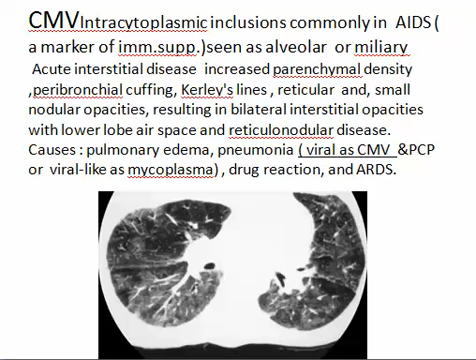 CMVIntracytoplasmic inclusions commonly in AIDS(
a marker of imm.supp.)seen as alveolar or miliary
Acute interstitial disease increased parenchymal density
,peribronchial cuffing, Kerley's lines , reticular and, small
nodular opacities, resulting in bilateral interstitial opacities
with lower lobe air space and reticulonodular disease.
Causes : pulmonary edema, pneumonia ( viral as CMV &PCP
or viral-like as mycoplasma) , drug reaction, and ARDS.